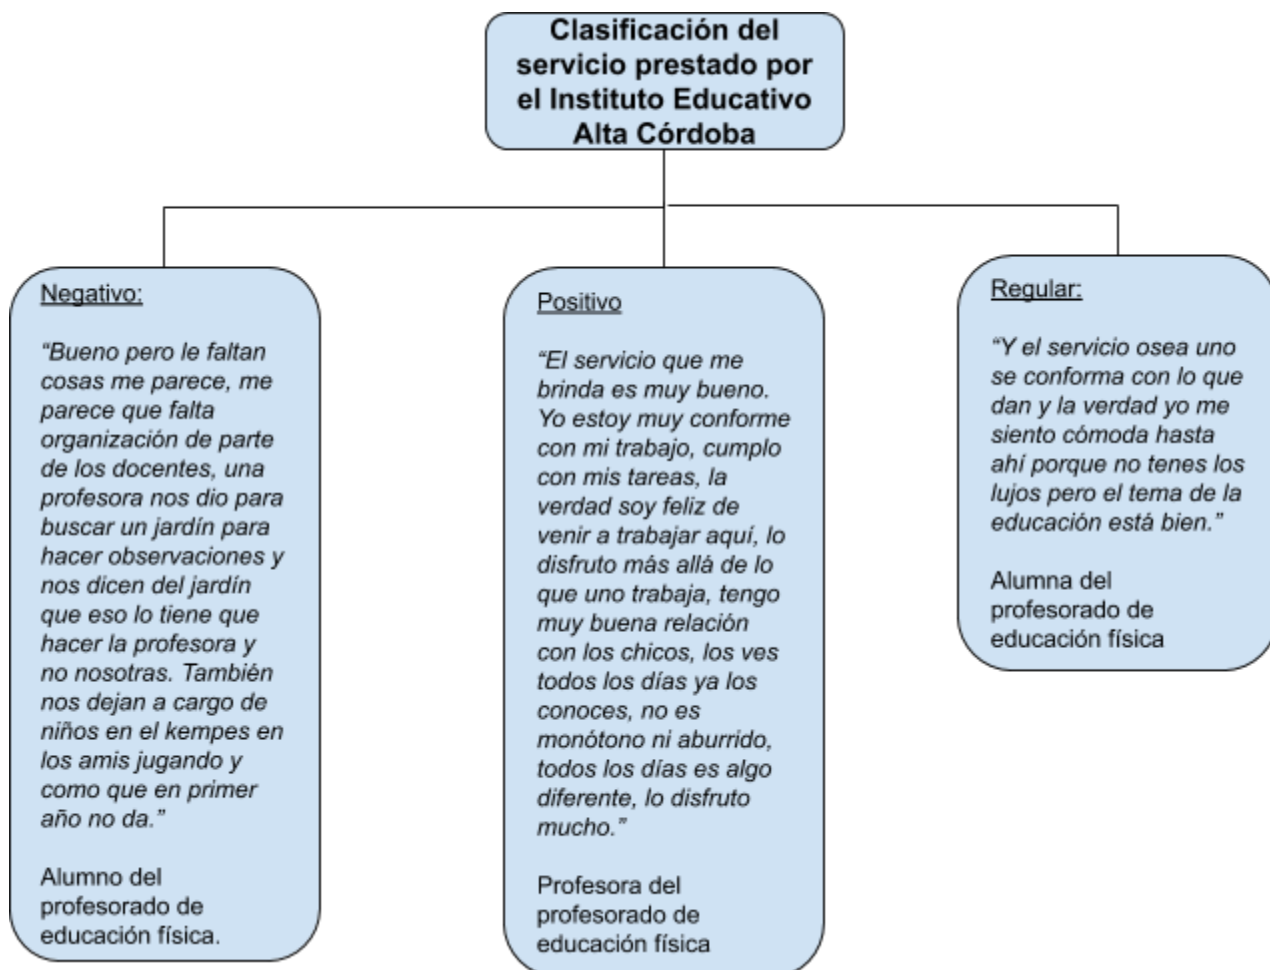 Clasificación del
servicio prestado por
el Instituto Educativo
Alta Córdoba
Negativo:
“Bueno pero le faltan
cosas me parece, me
parece que falta
organización de parte
de los docentes, una
profesora nos dio para
buscar un jardín para
hacer observaciones y
nos dicen del jardín
que eso lo tiene que
hacer la profesora y
no nosotras. También
nos dejan a cargo de
niños en el kempes en
los amis jugando y
como que en primer
año no da.”
Alumno del
profesorado de
educación física.
Positivo
“El servicio que me
brinda es muy bueno.
Yo estoy muy conforme
con mi trabajo, cumplo
con mis tareas, la
verdad soy feliz de
venir a trabajar aquí, lo
disfruto más allá de lo
que uno trabaja, tengo
muy buena relación
con los chicos, los ves
todos los días ya los
conoces, no es
monótono ni aburrido,
todos los días es algo
diferente, lo disfruto
mucho.”
Profesora del
profesorado de
educación física
Regular:
“Y el servicio osea uno
se conforma con lo que
dan y la verdad yo me
siento cómoda hasta
ahí porque no tenes los
lujos pero el tema de la
educación está bien.”
Alumna del
profesorado de
educación física